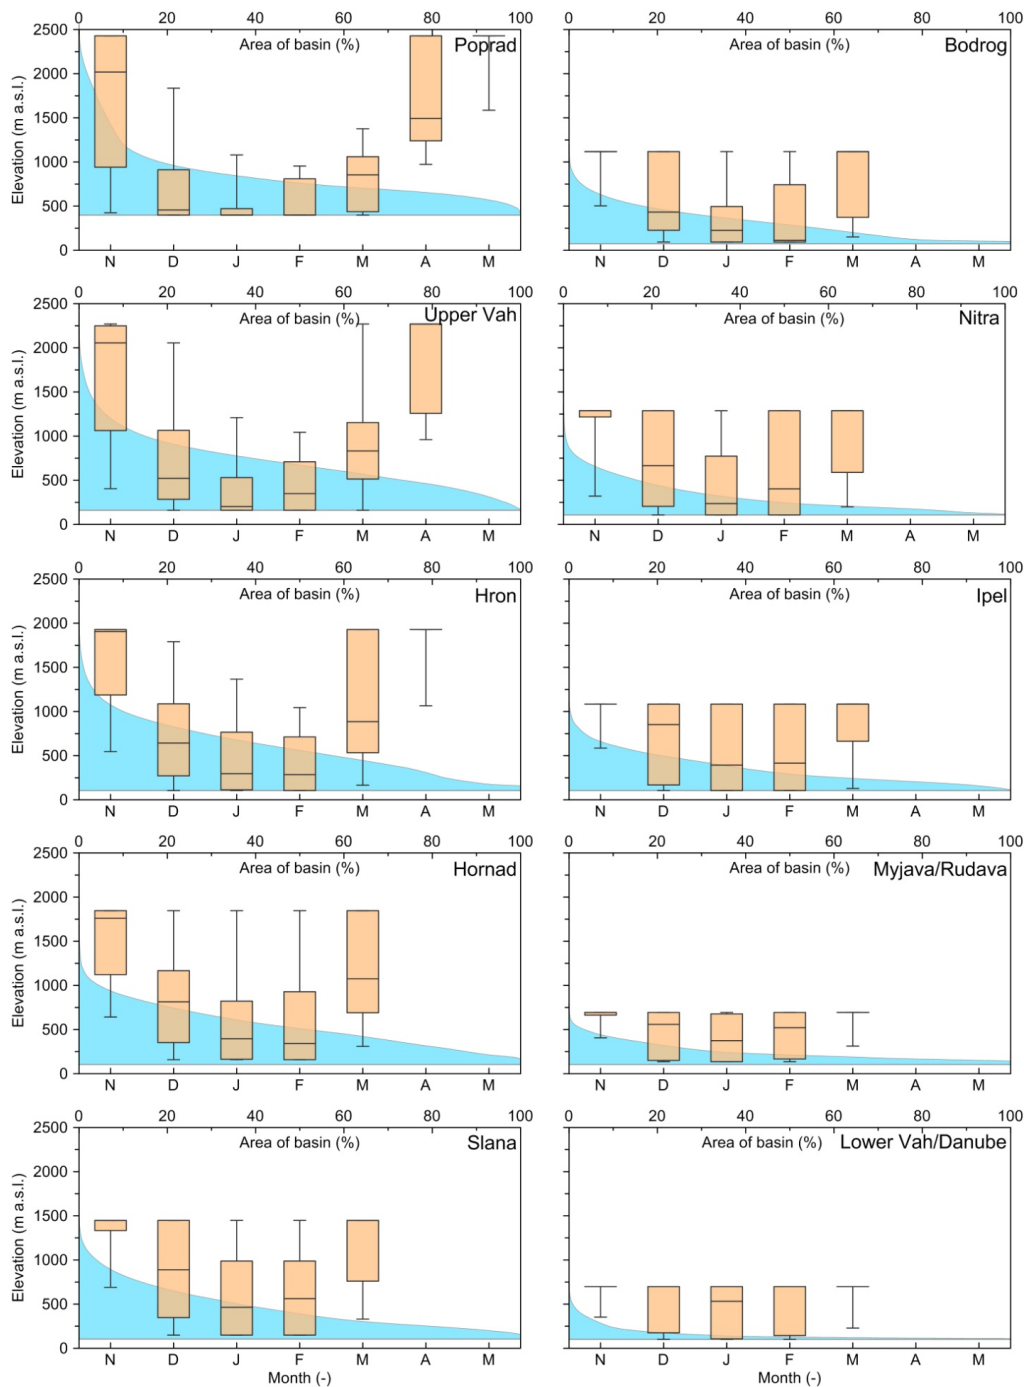 0 20 40 60 80 100 0 20 40 60 80 100
2500 Area of basin (%) Poprad Area of basin (%) Bodrog
2000
1500
1000
500
0
Elevation (m a.s.l.)
N D J F M A M N D J F M A M
0 20 40 60 80 100 0 20 40 60 80 100
2500 Area of basin (%) Upper Vah Area of basin (%) Nitra
2000
1500
1000
500
0
Elevation (m a.s.l.)
N D J F M A M N D J F M A M
0 20 40 60 80 100 0 20 40 60 80 100
2500 Area of basin (%) Hron Area of basin (%) Ipel
2000
1500
1000
500
0
Elevation (m a.s.l.)
N D J F M A M N D J F M A M
0 20 40 60 80 100 0 20 40 60 80 100
2500 Area of basin (%) Hornad Area of basin (%) Myjava/Rudava
2000
1500
1000
500
0
Elevation (m a.s.l.)
N D J F M A M N D J F M A M
0 20 40 60 80 100 0 20 40 60 80 100
2500 Area of basin (%) Slana Area of basin (%) Lower Vah/Danube
2000
1500
1000
500
0
Elevation (m a.s.l.)
N D J F M A M N D J F M A M
Month (-) Month (-)